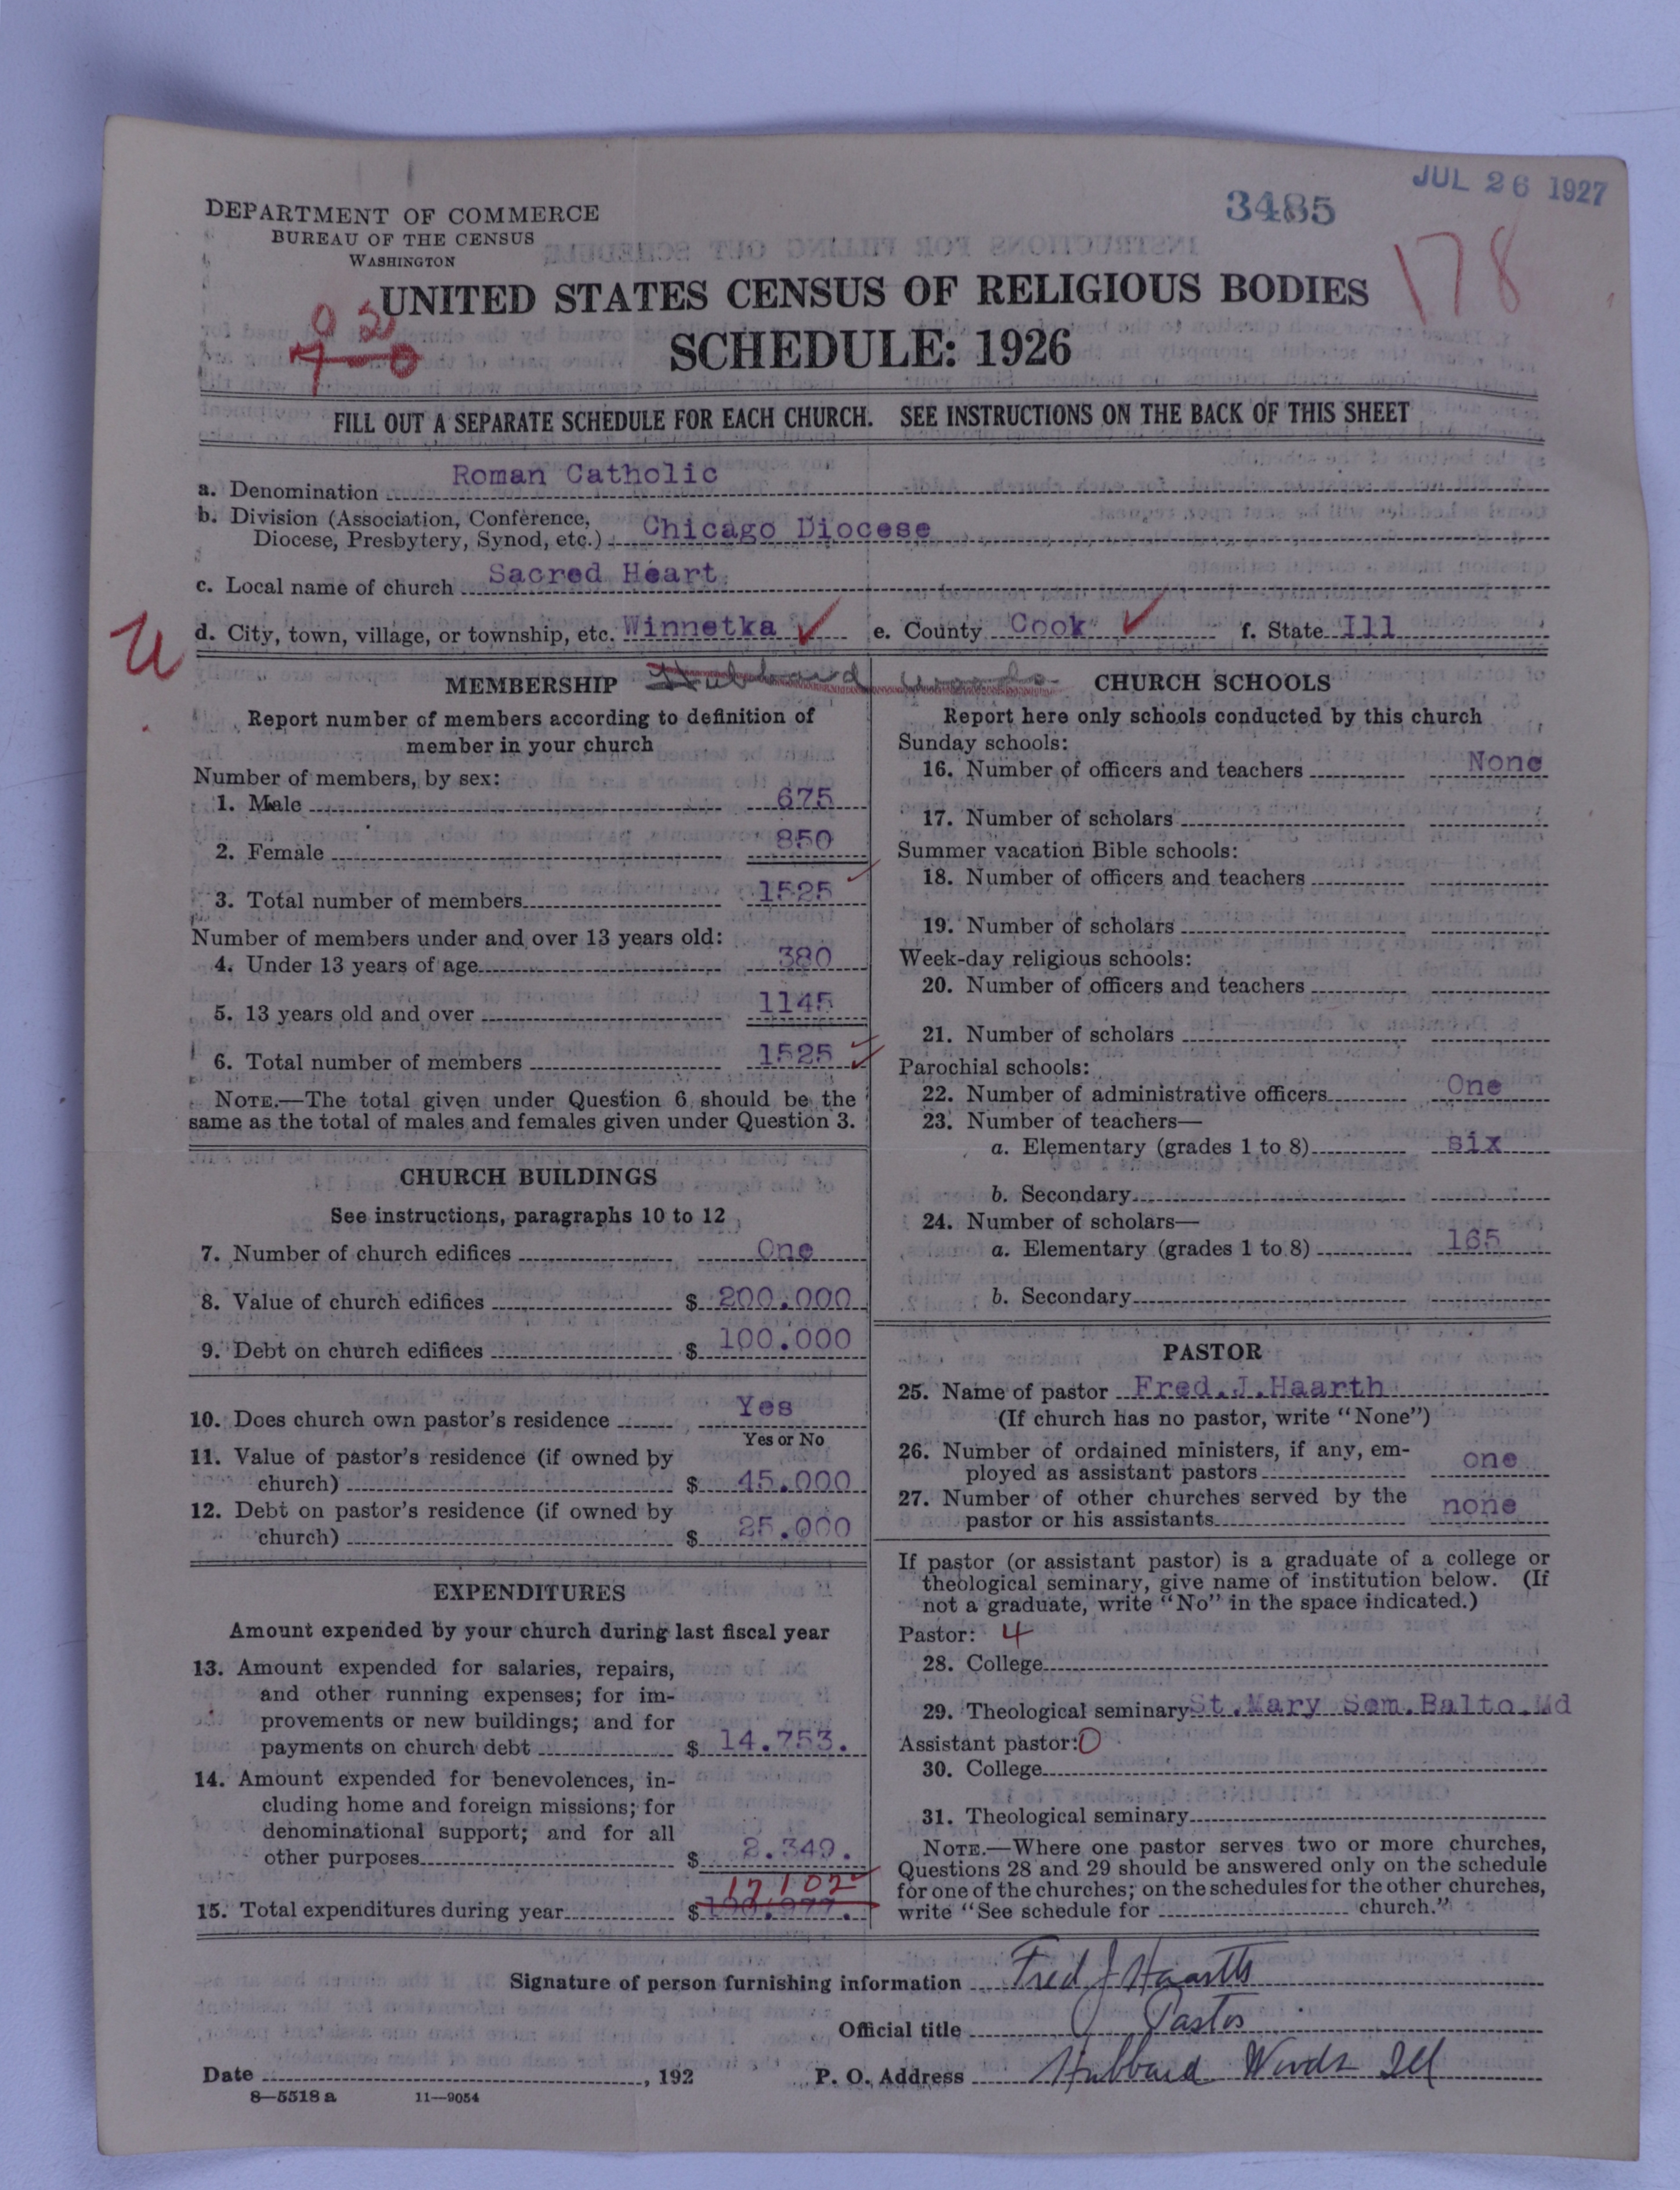 JUL 26 1927
3485
178
DEPARTMENT OF COMMERCE
BUREAU OF THE CENSUS
WASHINGTON
UNITED STATES CENSUS OF RELIGIOUS BODIES
SCHEDULE: 1926
FILL OUT A SEPARATE SCHEDULE FOR EACH CHURCH. SEE INSTRUCTIONS ON THE BACK OF THIS SHEET
a. Denomination Roman Catholic
b. Division (Association, Conference,
Diocese, Presbytery, Synod, etc.) Chicago Diocese
c. Local name of church Sacred Heart
d. City, town, village, or township, etc. Winnetka ✓ e. County Cook ✓ f. State Ill
Hubbard Woods
MEMBERSHIP
Report number of members according to definition of
member in your church
Number of members, by sex:
1. Male 675
2. Female 850
3. Total number of members 1525
Number of members under and over 13 years old:
4. Under 13 years of age 380
5. 13 years old and over 1145
6. Total number of members 1525
NOTE.—The total given under Question 6 should be the
same as the total of males and females given under Question 3.
CHURCH BUILDINGS
See instructions, paragraphs 10 to 12
7. Number of church edifices One
8. Value of church edifices $ 200.000
9. Debt on church edifices $ 100.000
10. Does church own pastor's residence Yes
Yes or No
11. Value of pastor's residence (if owned by
church) $ 45.000
12. Debt on pastor's residence (if owned by
church) $ 25.000
EXPENDITURES
Amount expended by your church during last fiscal year
13. Amount expended for salaries, repairs,
and other running expenses; for im-
provements or new buildings; and for
payments on church debt $ 14.753.
14. Amount expended for benevolences, in-
cluding home and foreign missions; for
denominational support; and for all
other purposes $ 2.349.
17102
15. Total expenditures during year $
CHURCH SCHOOLS
Report here only schools conducted by this church
Sunday schools:
16. Number of officers and teachers None
17. Number of scholars
Summer vacation Bible schools:
18. Number of officers and teachers
19. Number of scholars
Week-day religious schools:
20. Number of officers and teachers
21. Number of scholars
Parochial schools:
22. Number of administrative officers One
23. Number of teachers—
a. Elementary (grades 1 to 8) six
b. Secondary
24. Number of scholars—
a. Elementary (grades 1 to 8) 165
b. Secondary
PASTOR
25. Name of pastor Fred.J.Haarth
(If church has no pastor, write "None")
26. Number of ordained ministers, if any, em-
ployed as assistant pastors one
27. Number of other churches served by the
pastor or his assistants none
If pastor (or assistant pastor) is a graduate of a college or
theological seminary, give name of institution below. (If
not a graduate, write "No" in the space indicated.)
Pastor: 4
28. College
29. Theological seminary St.Mary Sem.Balto.Md
Assistant pastor: 0
30. College
31. Theological seminary
NOTE.—Where one pastor serves two or more churches,
Questions 28 and 29 should be answered only on the schedule
for one of the churches; on the schedules for the other churches,
write "See schedule for church."
Signature of person furnishing information Fred J Haarth
Official title Pastor
Date , 192 P. O. Address Hubbard Woods Ill
8—5518 a 11—9054